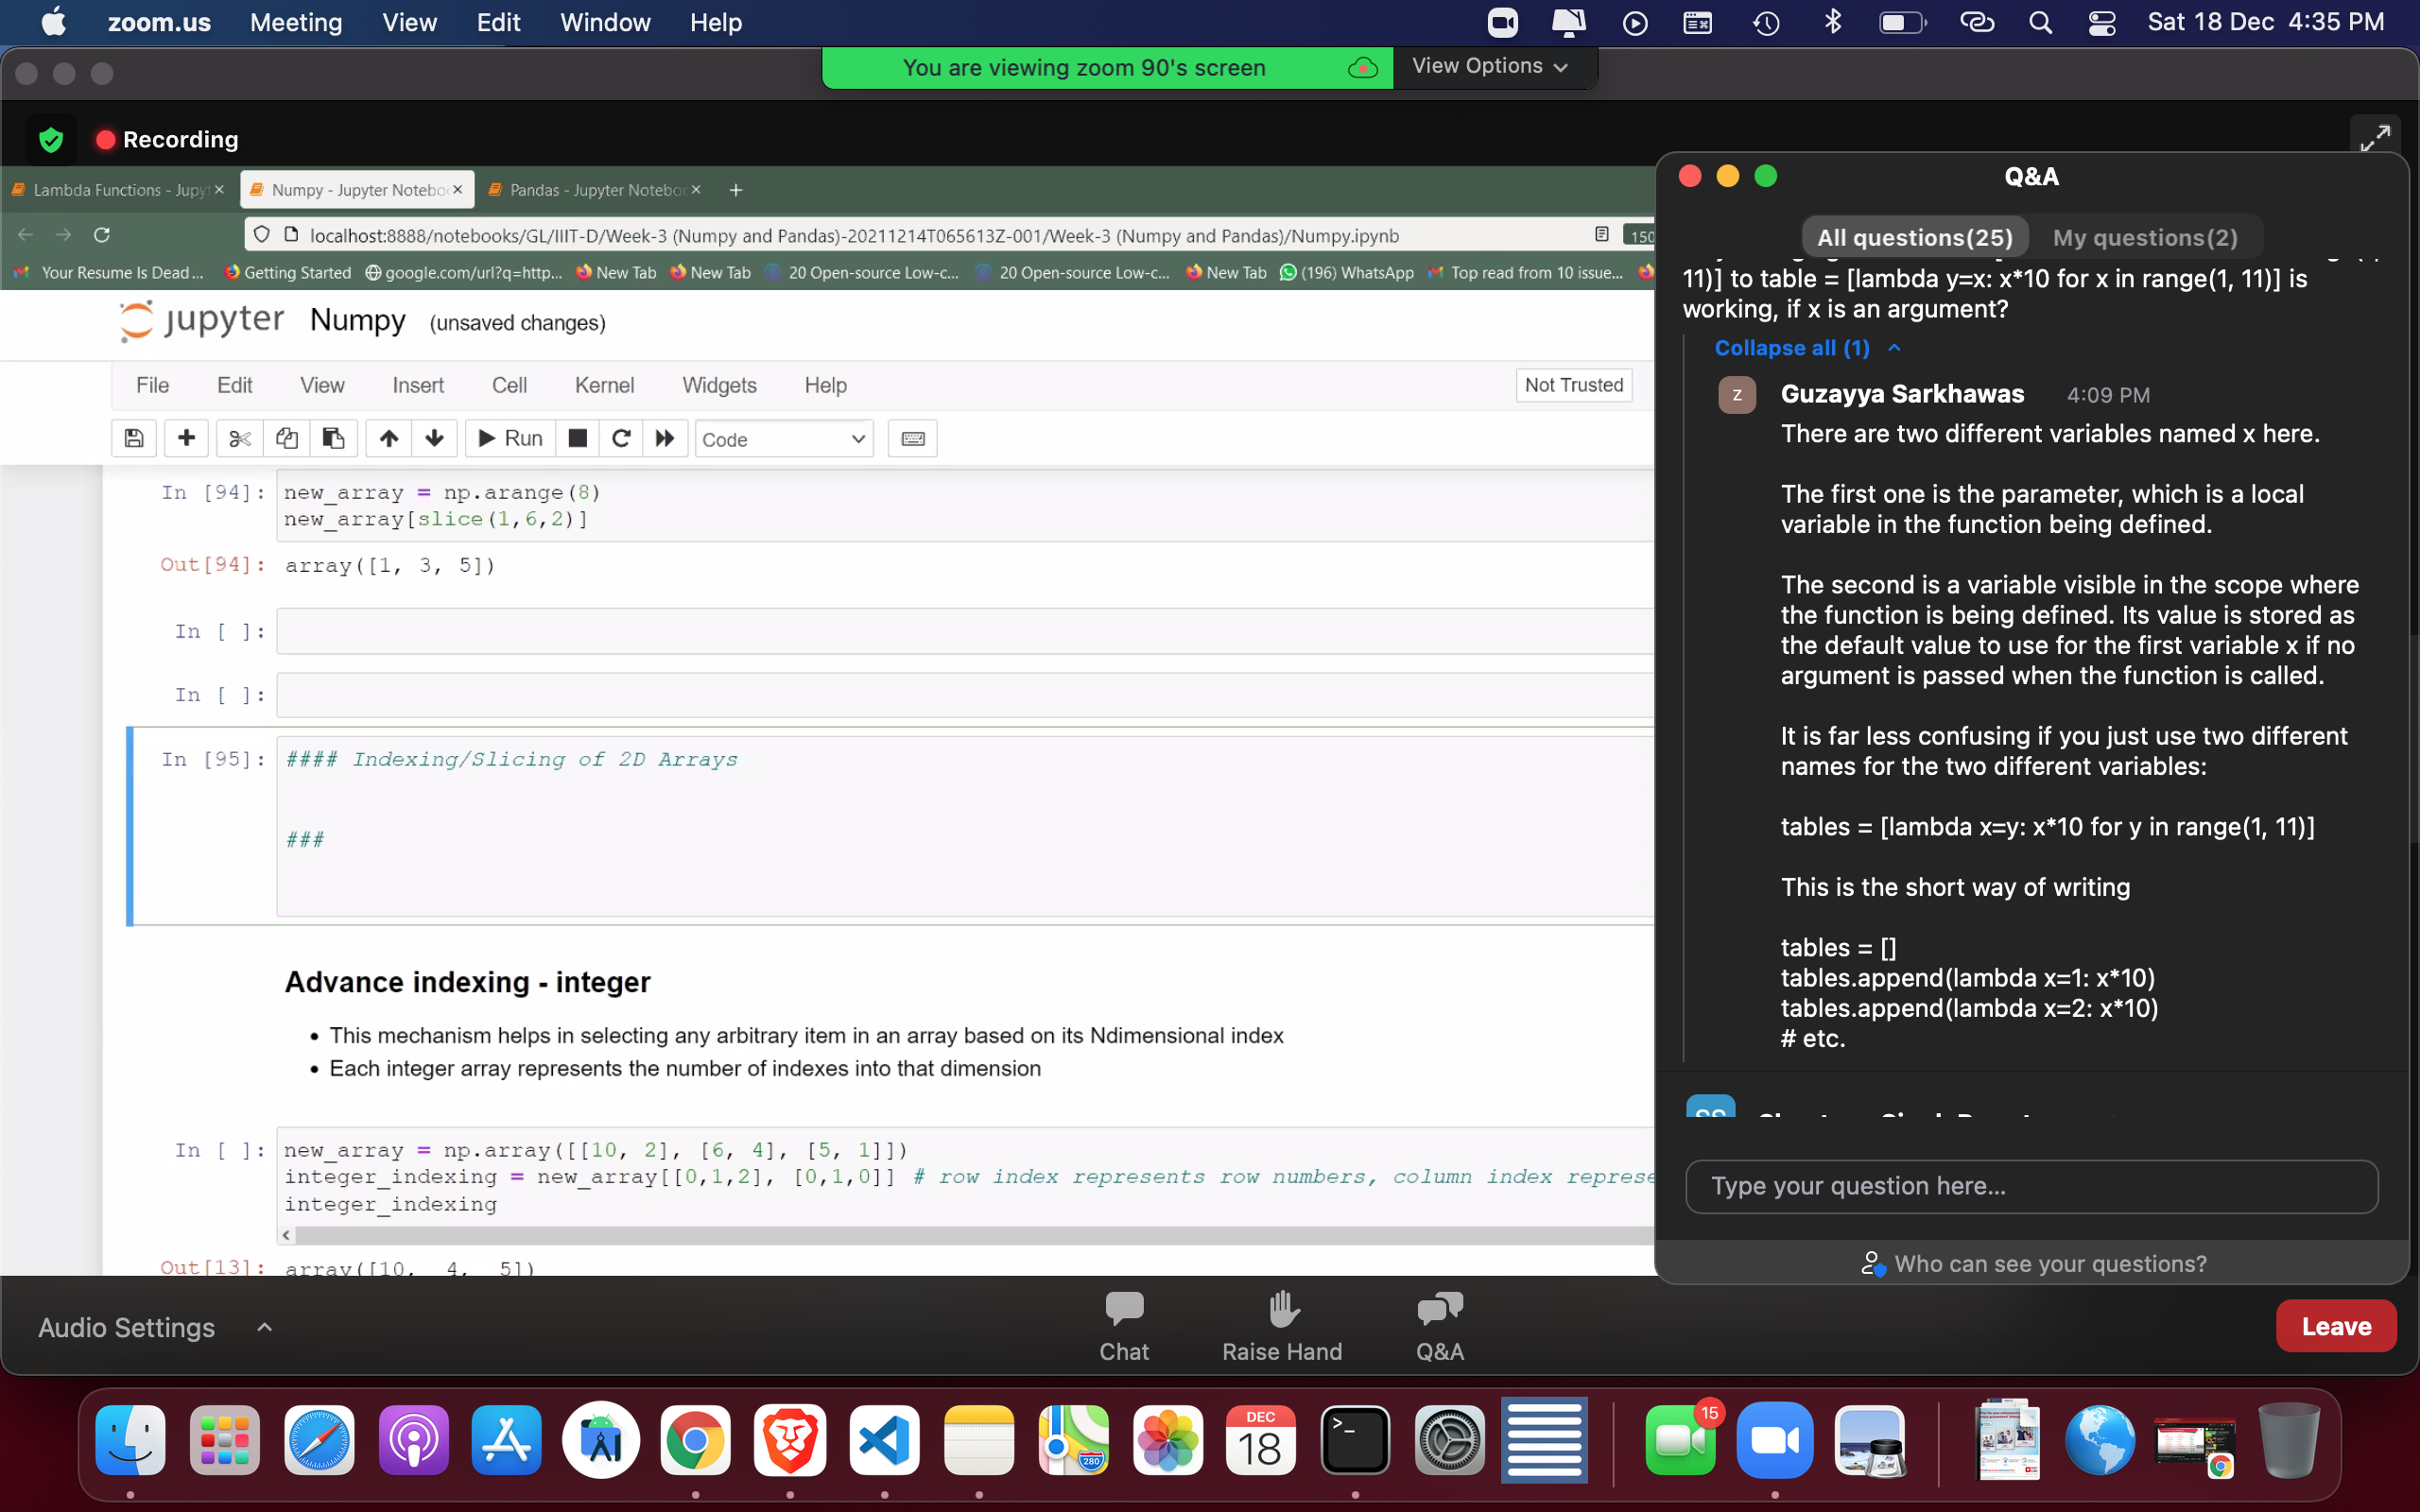 zoom.us Meeting View Edit Window Help Sat 18 Dec 4:35 PM
You are viewing zoom 90's screen View Options
Recording
Lambda Functions - Jupyt Numpy - Jupyter Notebo Pandas - Jupyter Noteboo
localhost:8888/notebooks/GL/IIIT-D/Week-3 (Numpy and Pandas)-20211214T065613Z-001/Week-3 (Numpy and Pandas)/Numpy.ipynb 150
Your Resume Is Dead... Getting Started google.com/url?q=http... New Tab New Tab 20 Open-source Low-c... 20 Open-source Low-c... New Tab (196) WhatsApp Top read from 10 issue...
jupyter Numpy (unsaved changes)
File Edit View Insert Cell Kernel Widgets Help Not Trusted
Run Code
In [94]: new_array = np.arange(8)
new_array[slice(1,6,2)]
Out[94]: array([1, 3, 5])
In [ ]:
In [ ]:
In [95]: #### Indexing/Slicing of 2D Arrays
###
Advance indexing - integer
• This mechanism helps in selecting any arbitrary item in an array based on its Ndimensional index
• Each integer array represents the number of indexes into that dimension
In [ ]: new_array = np.array([[10, 2], [6, 4], [5, 1]])
integer_indexing = new_array[[0,1,2], [0,1,0]] # row index represents row numbers, column index represe
integer_indexing
Out[13]: array([10, 4, 5])
Q&A
All questions(25) My questions(2)
11)] to table = [lambda y=x: x*10 for x in range(1, 11)] is
working, if x is an argument?
Collapse all (1)
Z Guzayya Sarkhawas 4:09 PM
There are two different variables named x here.
The first one is the parameter, which is a local
variable in the function being defined.
The second is a variable visible in the scope where
the function is being defined. Its value is stored as
the default value to use for the first variable x if no
argument is passed when the function is called.
It is far less confusing if you just use two different
names for the two different variables:
tables = [lambda x=y: x*10 for y in range(1, 11)]
This is the short way of writing
tables = []
tables.append(lambda x=1: x*10)
tables.append(lambda x=2: x*10)
# etc.
Type your question here...
Who can see your questions?
Audio Settings Chat Raise Hand Q&A Leave
DEC
18
280
15